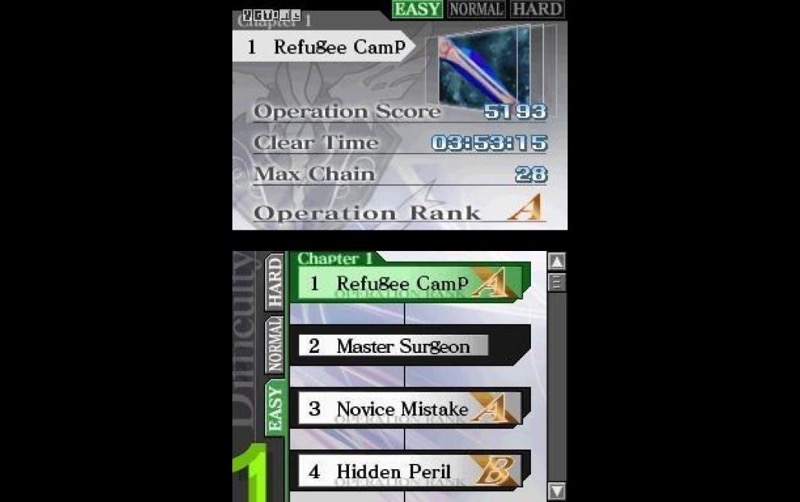 EASY NORMAL HARD
Chapter 1
1 Refugee Camp
Operation Score 5193
Clear Time 03:53:15
Max Chain 28
Operation Rank A
Difficulty
HARD
NORMAL
EASY
1
Chapter 1
1 Refugee Camp A
OPERATION RANK
2 Master Surgeon
3 Novice Mistake A
OPERATION RANK
4 Hidden Peril B
OPERATION RANK